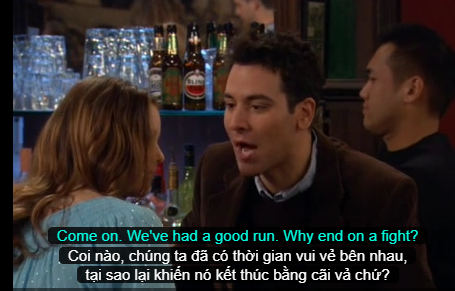 Come on. We've had a good run. Why end on a fight?
Coi nào, chúng ta đã có thời gian vui vẻ bên nhau,
tại sao lại khiến nó kết thúc bằng cãi vả chứ?